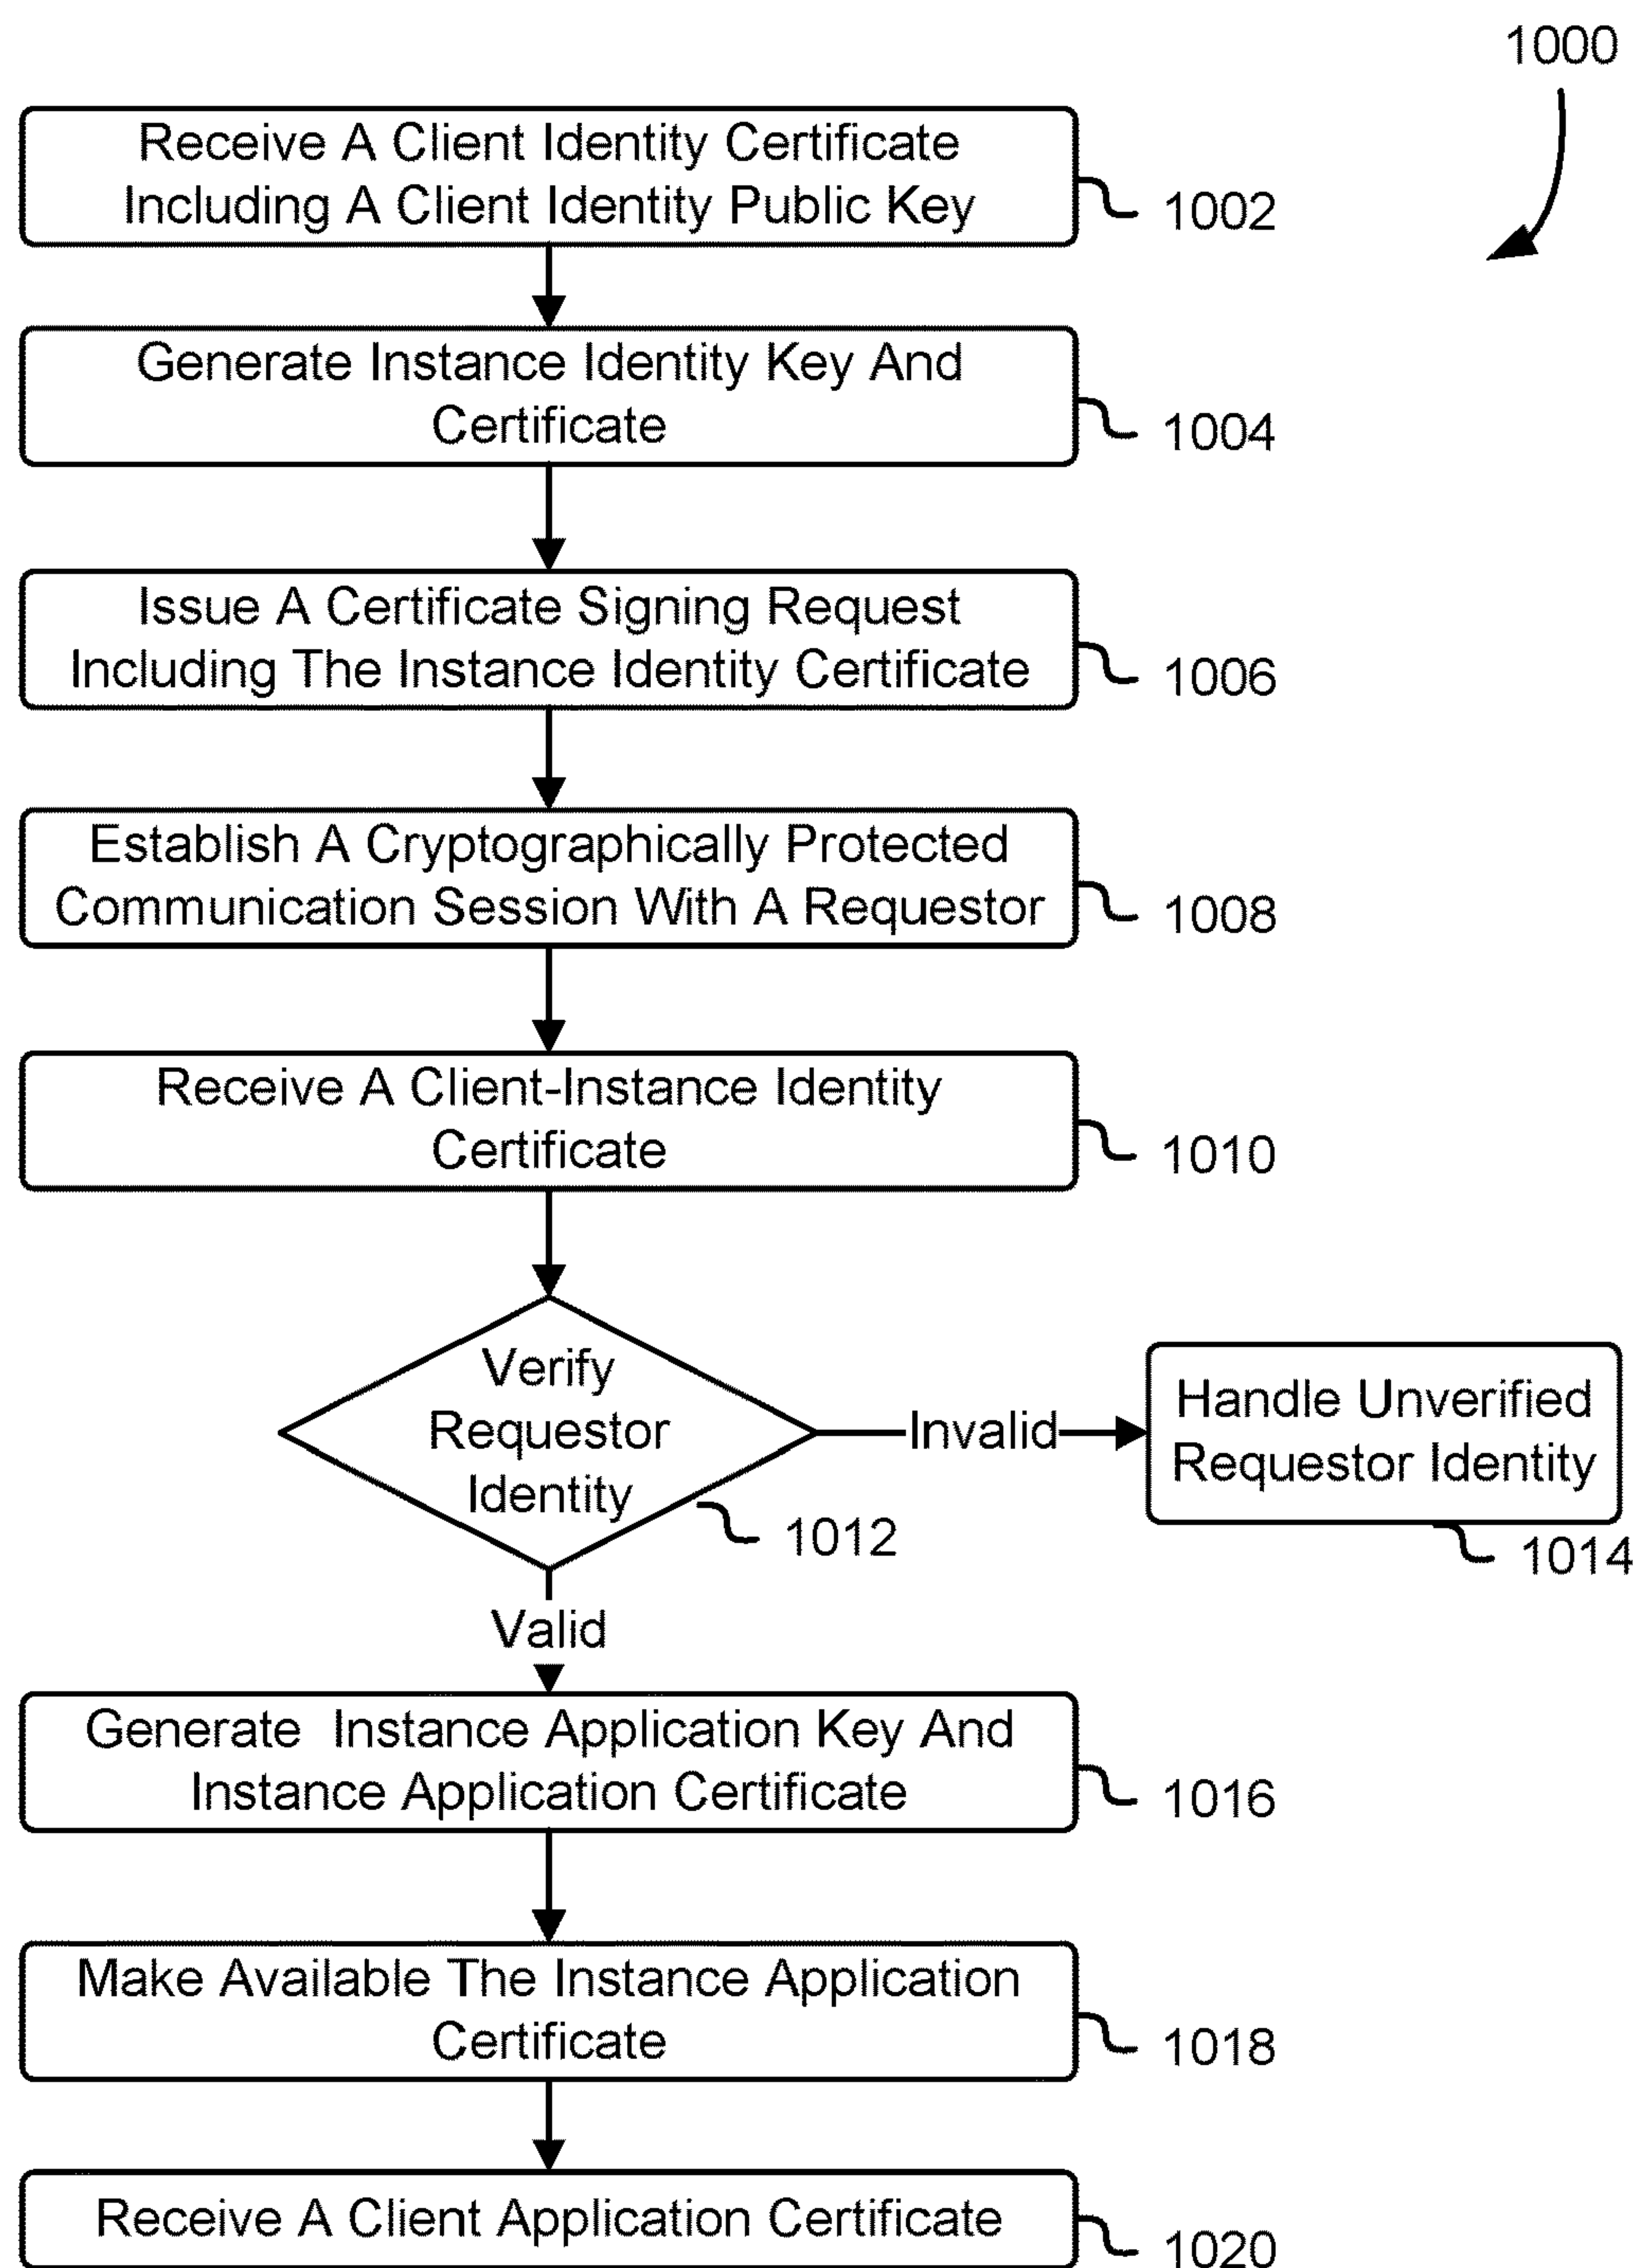 1000
Receive A Client Identity Certificate
Including A Client Identity Public Key
1002
Generate Instance Identity Key And
Certificate
1004
Issue A Certificate Signing Request
Including The Instance Identity Certificate
1006
Establish A Cryptographically Protected
Communication Session With A Requestor
1008
Receive A Client-Instance Identity
Certificate
1010
Verify
Requestor
Identity
1012
Invalid
Handle Unverified
Requestor Identity
1014
Valid
Generate  Instance Application Key And
Instance Application Certificate
1016
Make Available The Instance Application
Certificate
1018
Receive A Client Application Certificate
1020